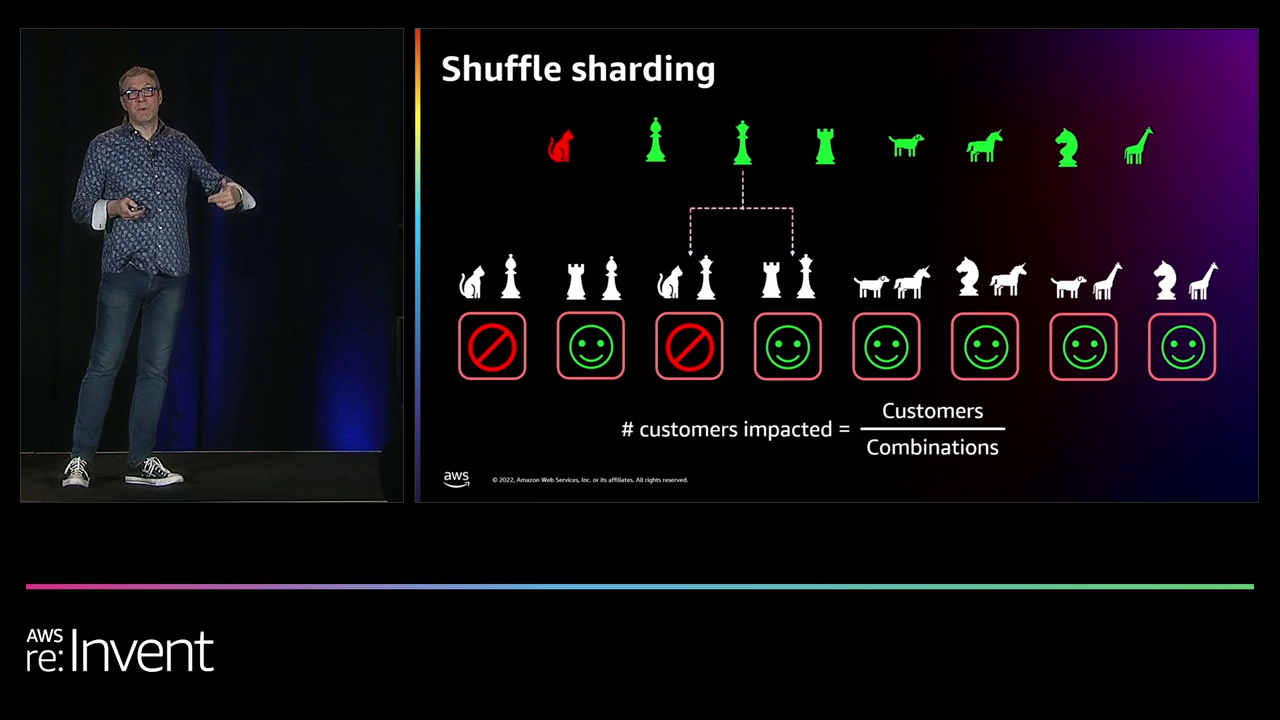 Shuffle sharding
# customers impacted =
Customers
Combinations
aws
© 2022, Amazon Web Services, Inc. or its affiliates. All rights reserved.
AWS
re:Invent